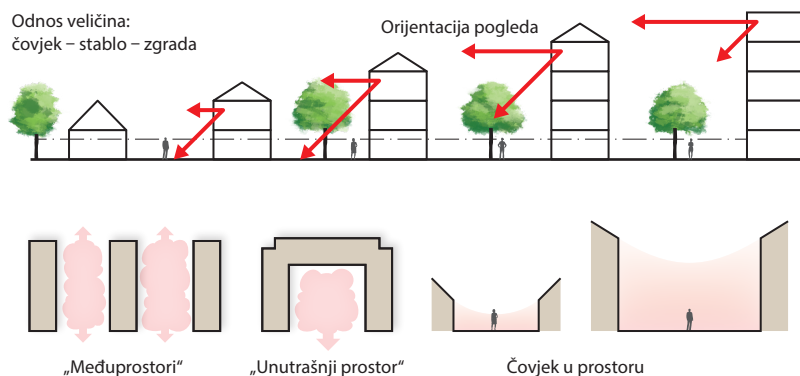 Odnos veličina:
čovjek – stablo – zgrada
Orijentacija pogleda
„Međuprostori“
„Unutrašnji prostor“
Čovjek u prostoru